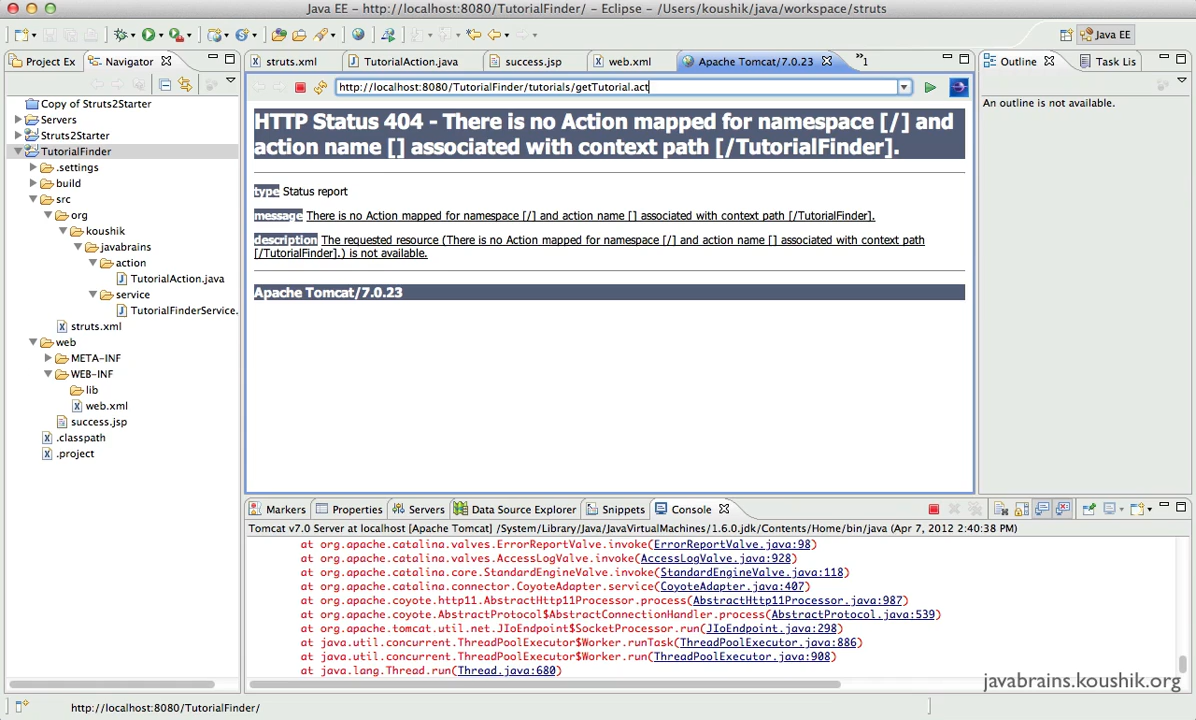 Java EE - http://localhost:8080/TutorialFinder/ - Eclipse - /Users/koushik/java/workspace/struts
Java EE
Project Ex
Navigator
struts.xml
TutorialAction.java
success.jsp
web.xml
Apache Tomcat/7.0.23
»1
Outline
Task Lis
http://localhost:8080/TutorialFinder/tutorials/getTutorial.act
An outline is not available.
Copy of Struts2Starter
Servers
Struts2Starter
TutorialFinder
.settings
build
src
org
koushik
javabrains
action
TutorialAction.java
service
TutorialFinderService.
struts.xml
web
META-INF
WEB-INF
lib
web.xml
success.jsp
.classpath
.project
HTTP Status 404 - There is no Action mapped for namespace [/] and
action name [] associated with context path [/TutorialFinder].
type Status report
message There is no Action mapped for namespace [/] and action name [] associated with context path [/TutorialFinder].
description The requested resource (There is no Action mapped for namespace [/] and action name [] associated with context path
[/TutorialFinder].) is not available.
Apache Tomcat/7.0.23
Markers
Properties
Servers
Data Source Explorer
Snippets
Console
Tomcat v7.0 Server at localhost [Apache Tomcat] /System/Library/Java/JavaVirtualMachines/1.6.0.jdk/Contents/Home/bin/java (Apr 7, 2012 2:40:38 PM)
at org.apache.catalina.valves.ErrorReportValve.invoke(ErrorReportValve.java:98)
at org.apache.catalina.valves.AccessLogValve.invoke(AccessLogValve.java:928)
at org.apache.catalina.core.StandardEngineValve.invoke(StandardEngineValve.java:118)
at org.apache.catalina.connector.CoyoteAdapter.service(CoyoteAdapter.java:407)
at org.apache.coyote.http11.AbstractHttp11Processor.process(AbstractHttp11Processor.java:987)
at org.apache.coyote.AbstractProtocol$AbstractConnectionHandler.process(AbstractProtocol.java:539)
at org.apache.tomcat.util.net.JIoEndpoint$SocketProcessor.run(JIoEndpoint.java:298)
at java.util.concurrent.ThreadPoolExecutor$Worker.runTask(ThreadPoolExecutor.java:886)
at java.util.concurrent.ThreadPoolExecutor$Worker.run(ThreadPoolExecutor.java:908)
at java.lang.Thread.run(Thread.java:680)
javabrains.koushik.org
http://localhost:8080/TutorialFinder/